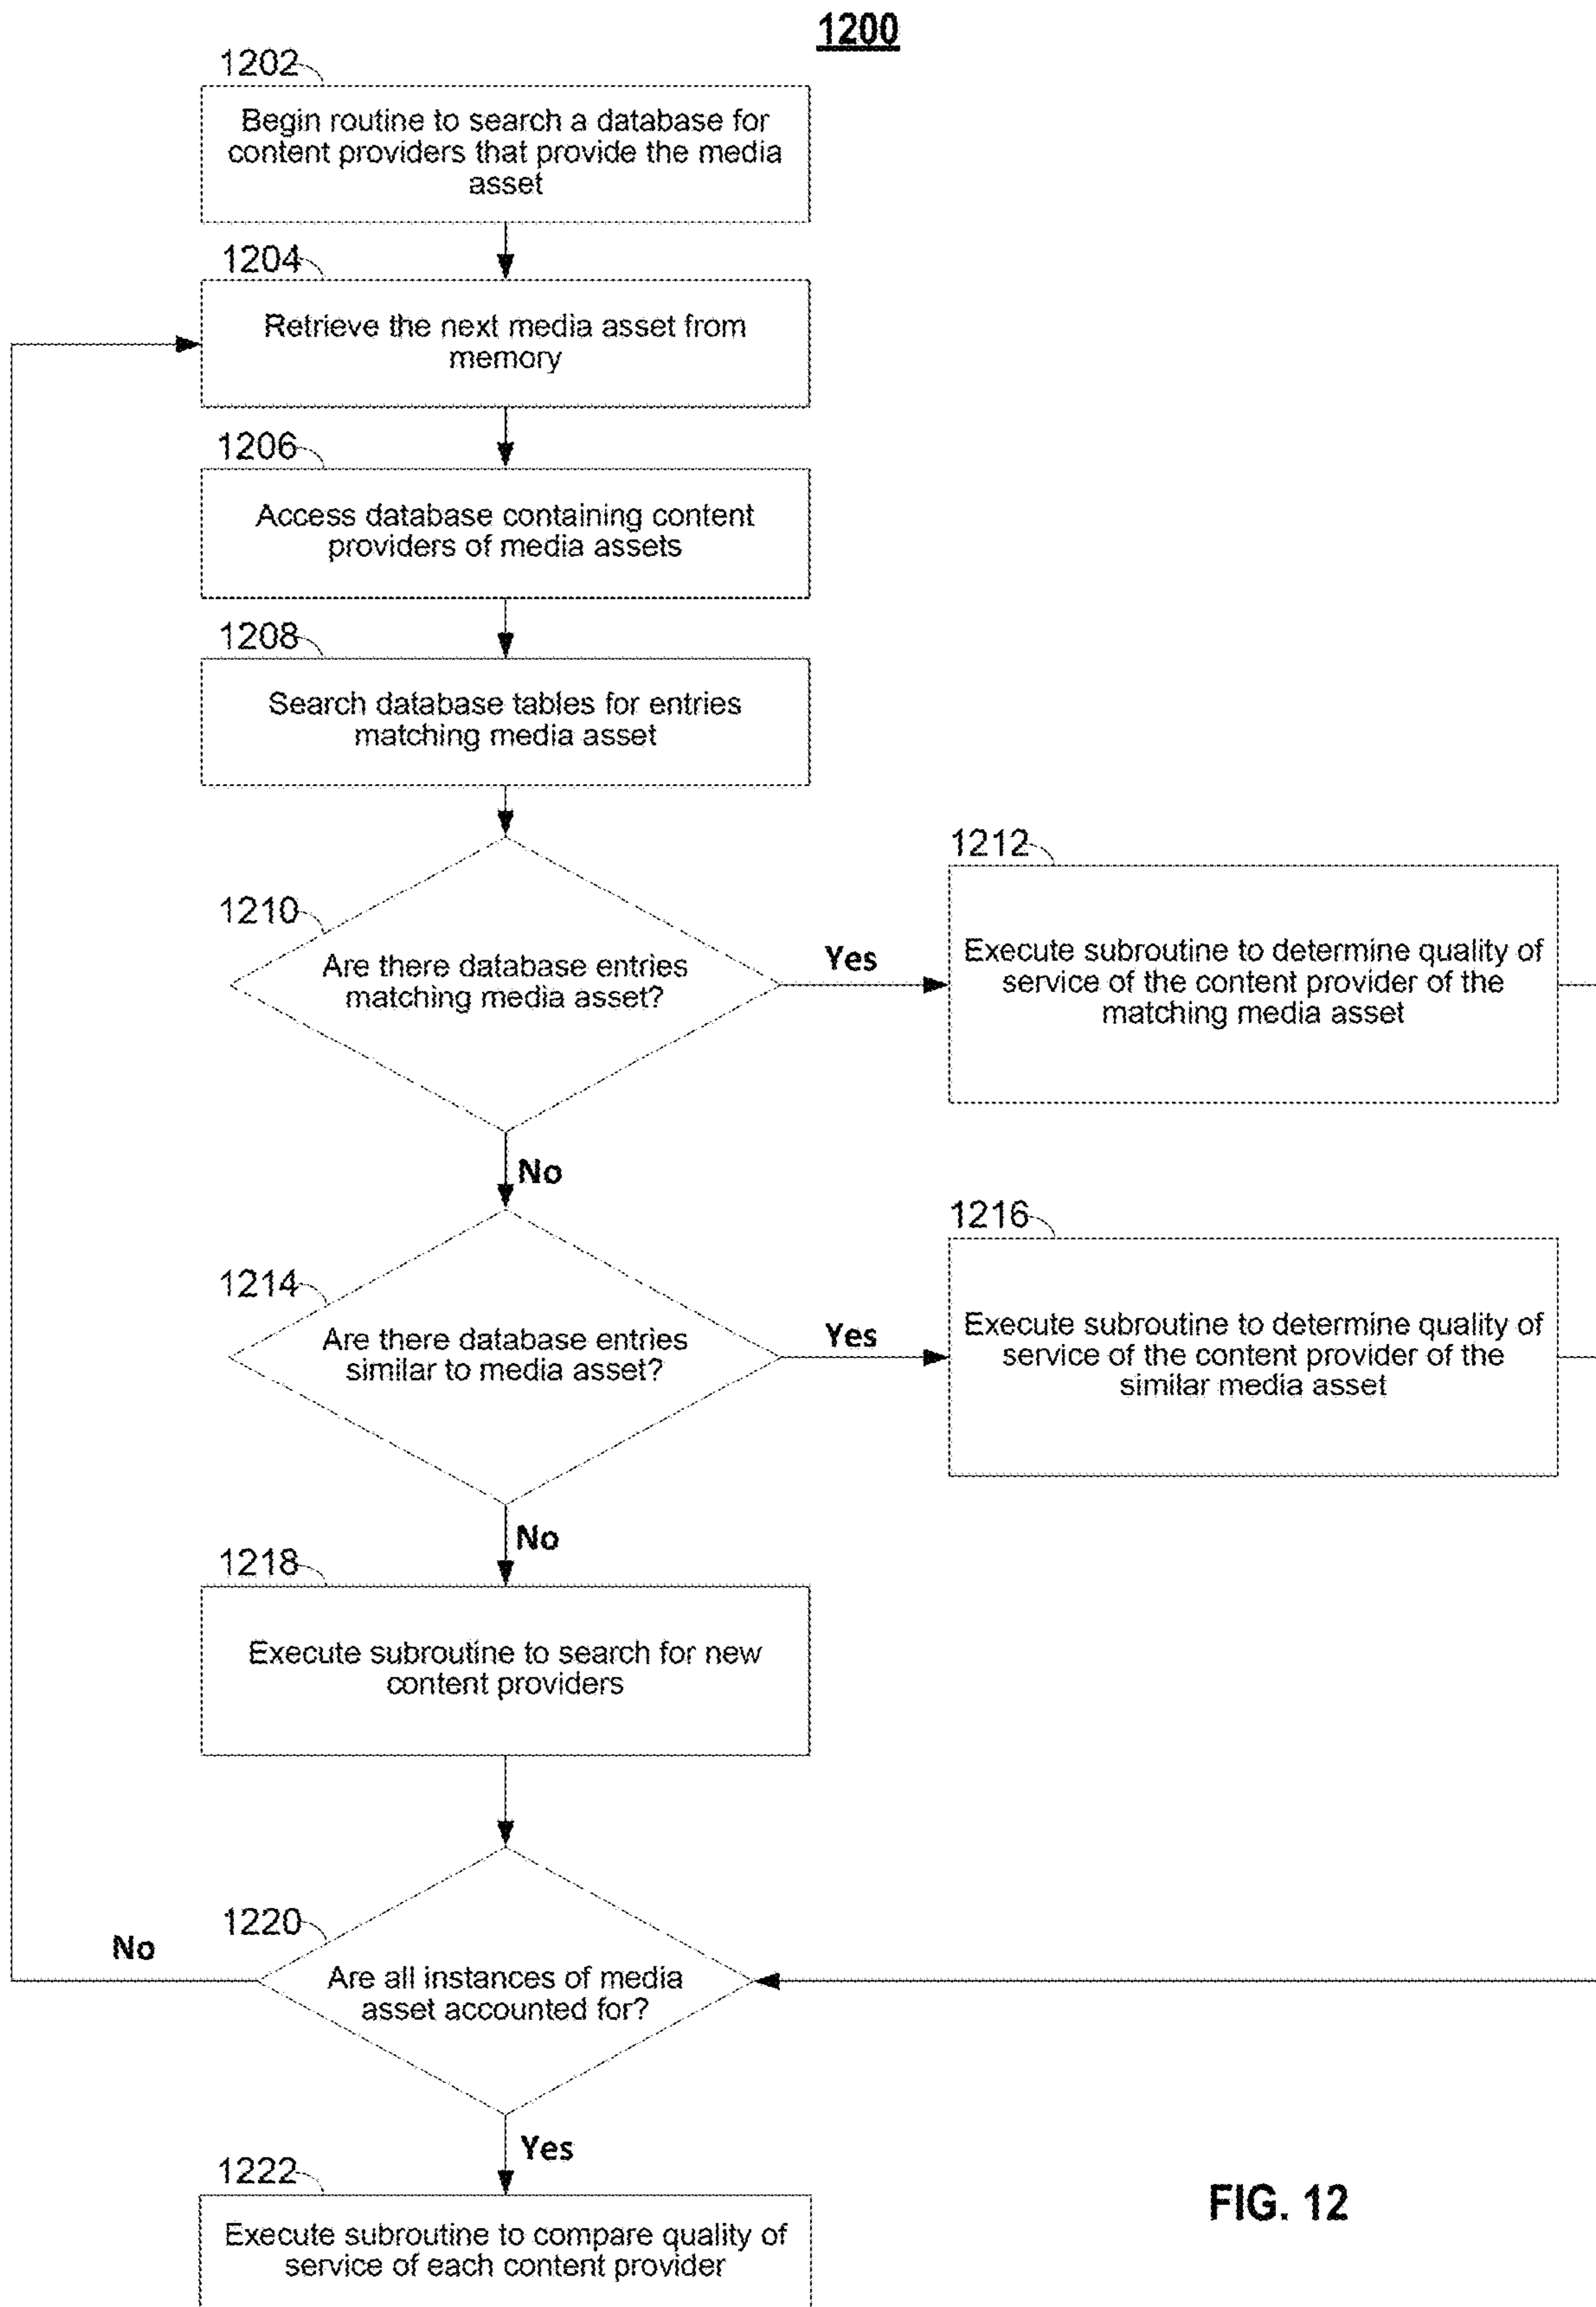 1200
1202
Begin routine to search a database for
content providers that provide the media
asset
1204
Retrieve the next media asset from
memory
1206
Access database containing content
providers of media assets
1208
Search database tables for entries
matching media asset
1210
Are there database entries
matching media asset?
Yes
1212
Execute subroutine to determine quality of
service of the content provider of the
matching media asset
No
1214
Are there database entries
similar to media asset?
Yes
1216
Execute subroutine to determine quality of
service of the content provider of the
similar media asset
No
1218
Execute subroutine to search for new
content providers
1220
Are all instances of media
asset accounted for?
No
Yes
1222
Execute subroutine to compare quality of
service of each content provider
FIG. 12